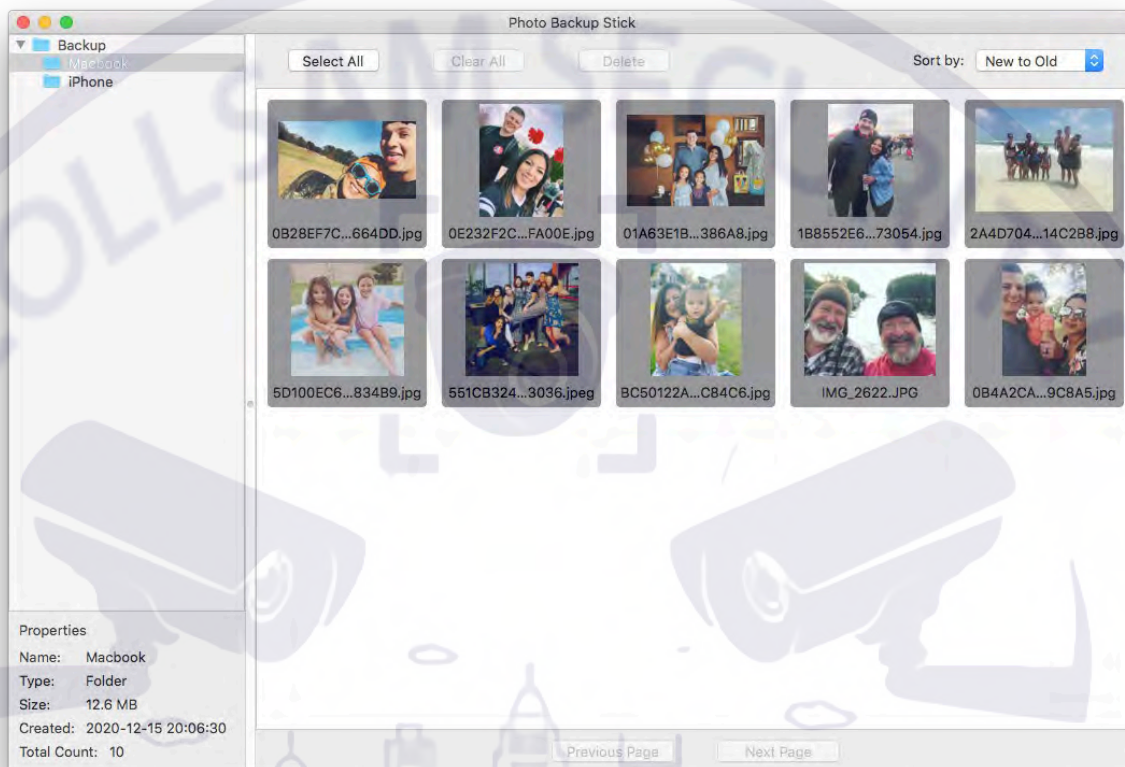 Photo Backup Stick
Backup
Macbook
iPhone
Select All
Clear All
Delete
Sort by:
New to Old
0B28EF7C...664DD.jpg
0E232F2C...FA00E.jpg
01A63E1B...386A8.jpg
1B8552E6...73054.jpg
2A4D704...14C2B8.jpg
5D100EC6...834B9.jpg
551CB324...3036.jpeg
BC50122A...C84C6.jpg
IMG_2622.JPG
0B4A2CA...9C8A5.jpg
Properties
Name: Macbook
Type: Folder
Size: 12.6 MB
Created: 2020-12-15 20:06:30
Total Count: 10
Previous Page
Next Page